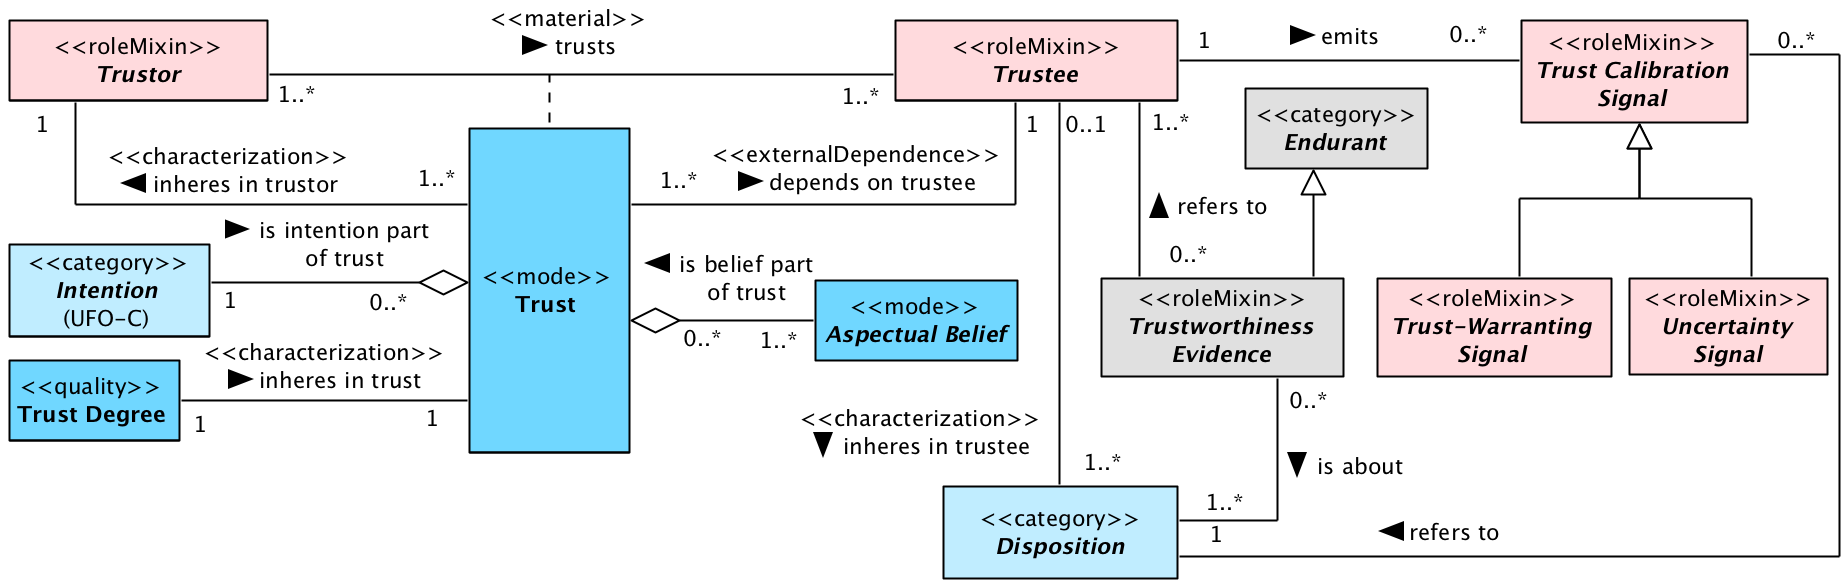 <<material>>
▶ trusts
<<roleMixin>>
Trustor
1..*
1..*
1
<<roleMixin>>
Trustee
1
▶ emits
0..*
<<roleMixin>>
Trust Calibration
Signal
0..*
<<characterization>>
◀ inheres in trustor
1..*
<<externalDependence>>
▶ depends on trustee
1..*
1
0..1
1..*
<<category>>
Endurant
▲ refers to
0..*
▶ is intention part
of trust
<<category>>
Intention
(UFO-C)
1
0..*
<<mode>>
Trust
◀ is belief part
of trust
0..*
1..*
<<mode>>
Aspectual Belief
<<roleMixin>>
Trustworthiness
Evidence
<<roleMixin>>
Trust-Warranting
Signal
<<roleMixin>>
Uncertainty
Signal
<<characterization>>
▶ inheres in trust
<<quality>>
Trust Degree
1
1
<<characterization>>
▼ inheres in trustee
1..*
0..*
▼ is about
1..*
<<category>>
Disposition
1
◀ refers to